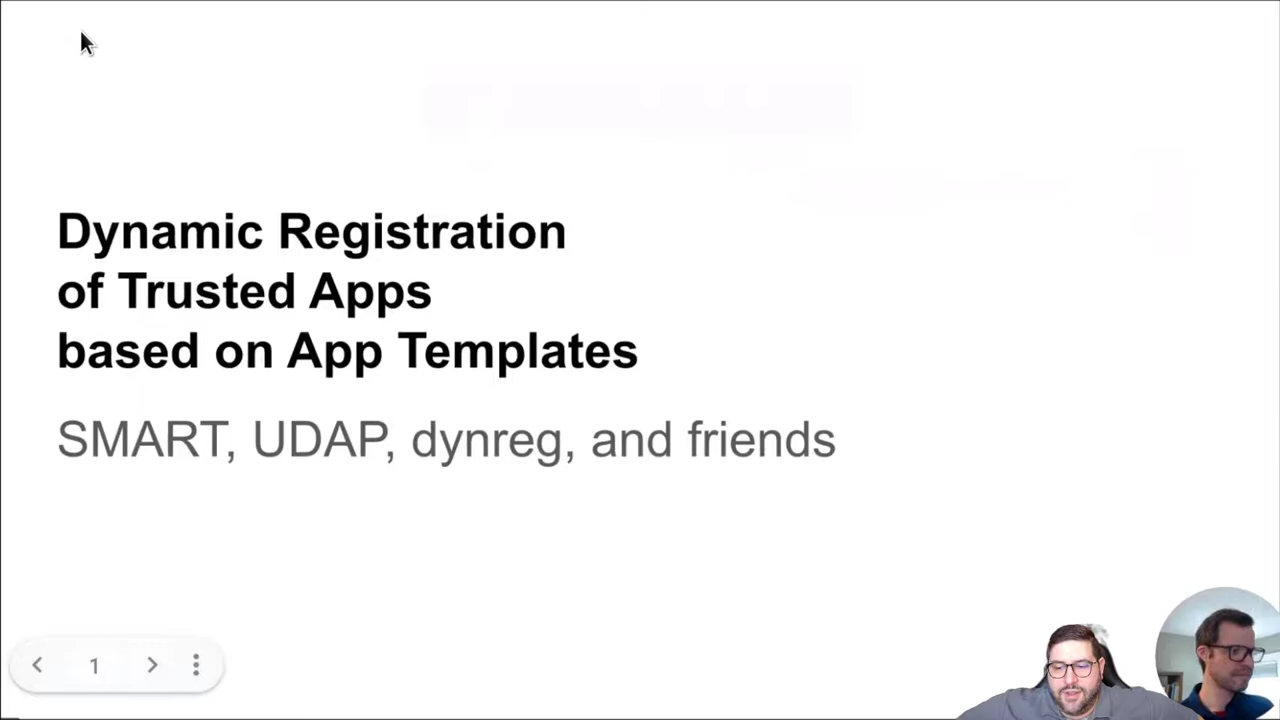 Dynamic Registration
of Trusted Apps
based on App Templates
SMART, UDAP, dynreg, and friends
1